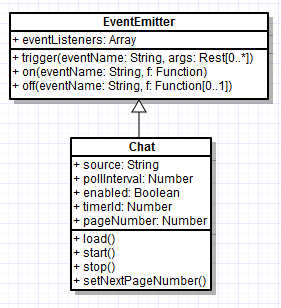 EventEmitter
+ eventListeners: Array
+ trigger(eventName: String, args: Rest[0..*])
+ on(eventName: String, f: Function)
+ off(eventName: String, f: Function[0..1])
Chat
+ source: String
+ pollInterval: Number
+ enabled: Boolean
+ timerId: Number
+ pageNumber: Number
+ load()
+ start()
+ stop()
+ setNextPageNumber()